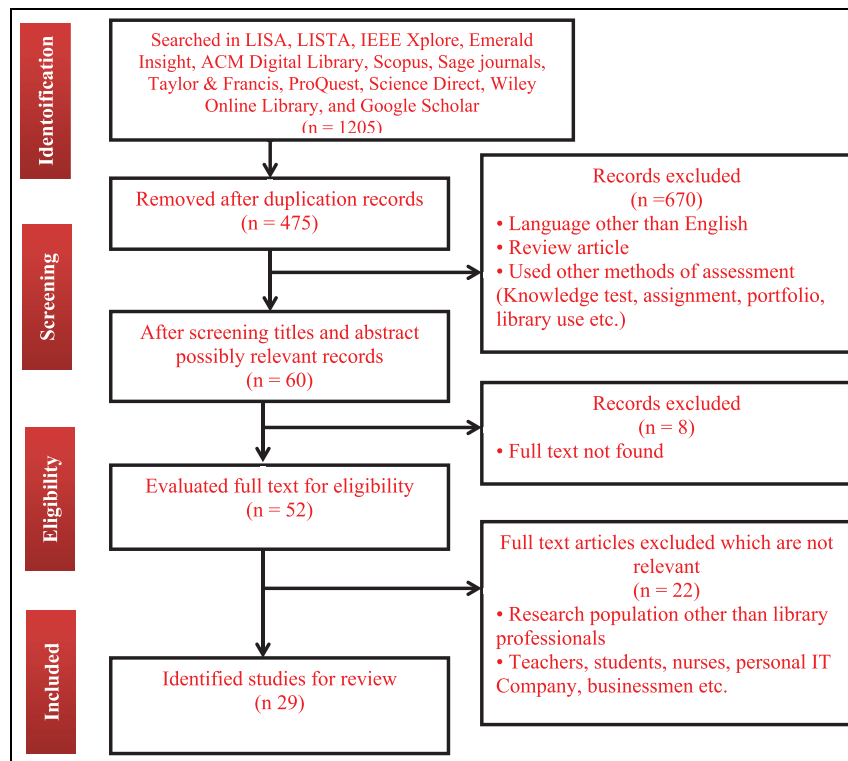 Identoification
Searched in LISA, LISTA, IEEE Xplore, Emerald
Insight, ACM Digital Library, Scopus, Sage journals,
Taylor & Francis, ProQuest, Science Direct, Wiley
Online Library, and Google Scholar
(n = 1205)
Removed after duplication records
(n = 475)
Records excluded
(n =670)
• Language other than English
• Review article
• Used other methods of assessment
(Knowledge test, assignment, portfolio,
library use etc.)
Screening
After screening titles and abstract
possibly relevant records
(n = 60)
Records excluded
(n = 8)
• Full text not found
Eligibility
Evaluated full text for eligibility
(n = 52)
Full text articles excluded which are not
relevant
(n = 22)
• Research population other than library
professionals
• Teachers, students, nurses, personal IT
Company, businessmen etc.
Included
Identified studies for review
(n 29)